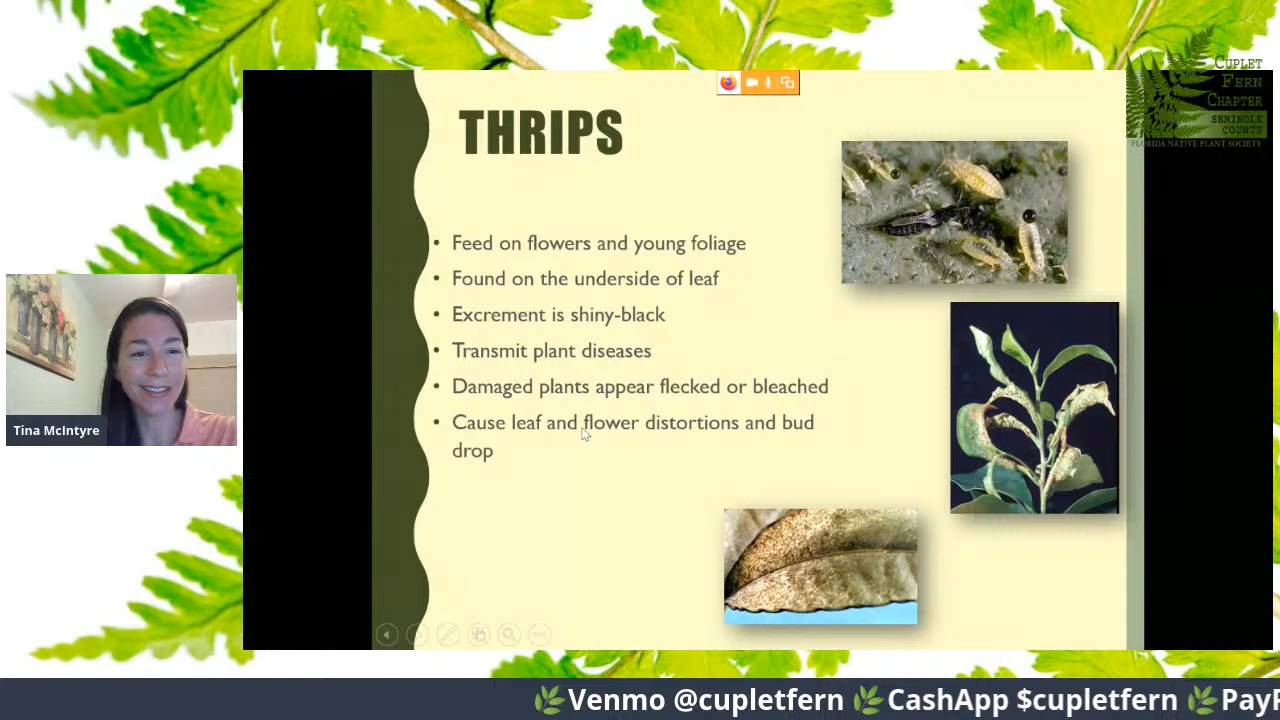 CUPLET
FERN
CHAPTER
SEMINOLE
COUNTY
FLORIDA NATIVE PLANT SOCIETY
THRIPS
• Feed on flowers and young foliage
• Found on the underside of leaf
• Excrement is shiny-black
• Transmit plant diseases
• Damaged plants appear flecked or bleached
• Cause leaf and flower distortions and bud
drop
Tina McIntyre
🌿Venmo @cupletfern 🌿CashApp $cupletfern 🌿PayP